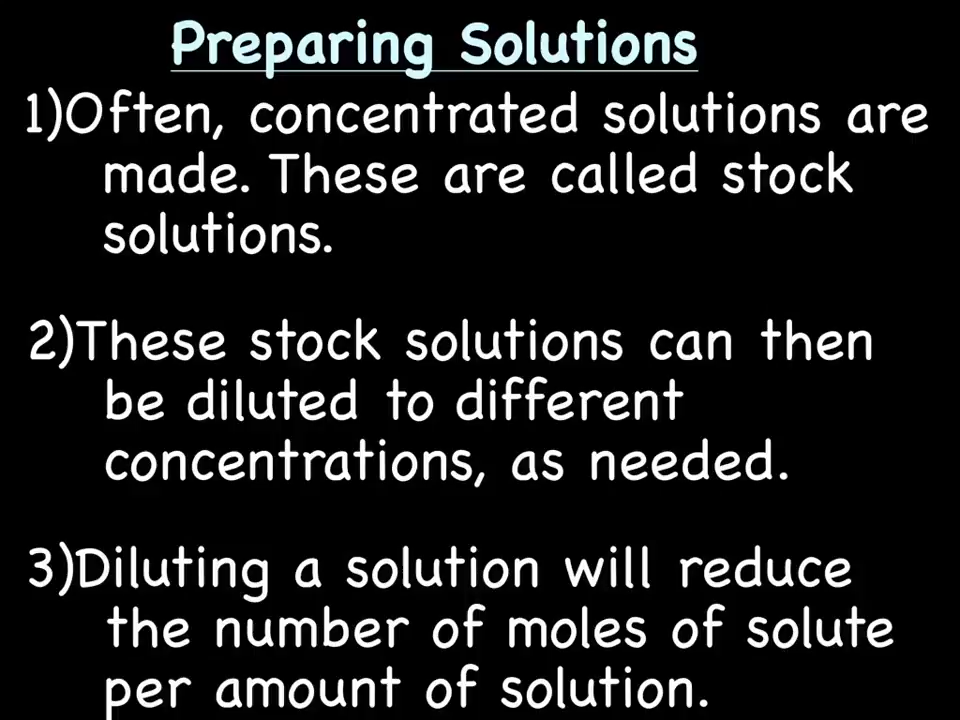 Preparing Solutions
1)Often, concentrated solutions are
made. These are called stock
solutions.
2)These stock solutions can then
be diluted to different
concentrations, as needed.
3)Diluting a solution will reduce
the number of moles of solute
per amount of solution.